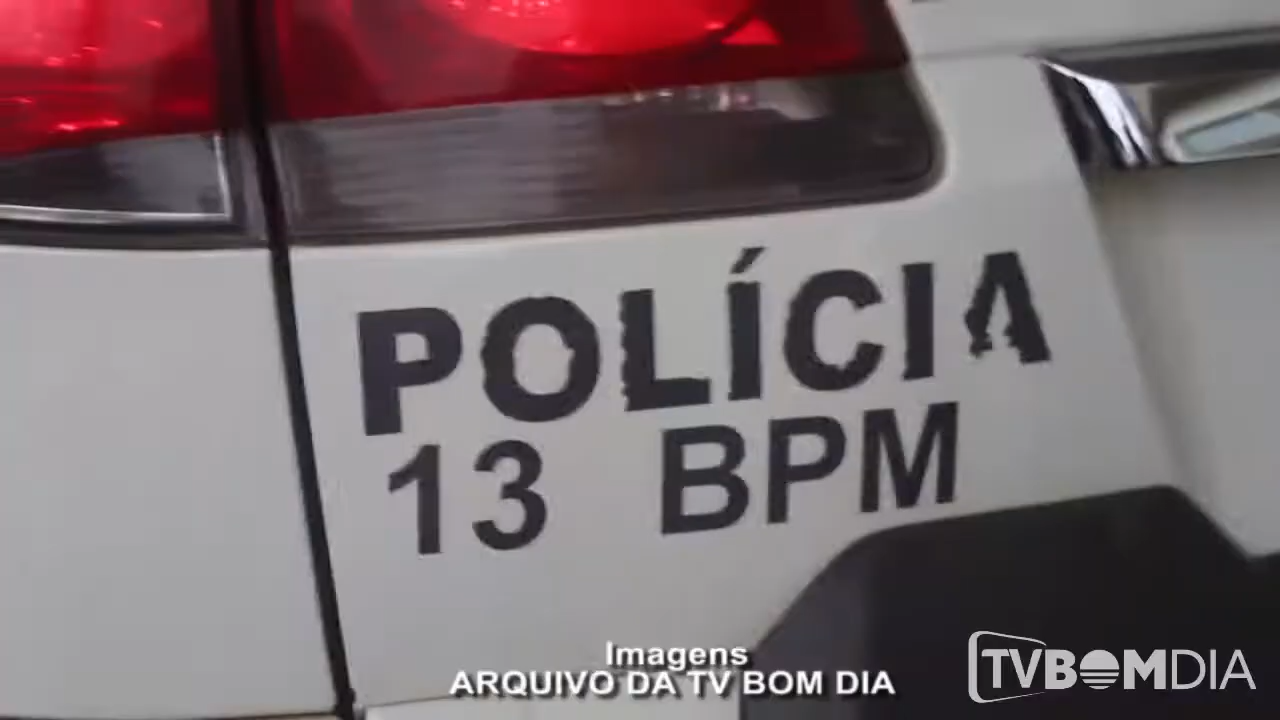 POLÍCIA
13 BPM
Imagens
ARQUIVO DA TV BOM DIA
TVBOMDIA